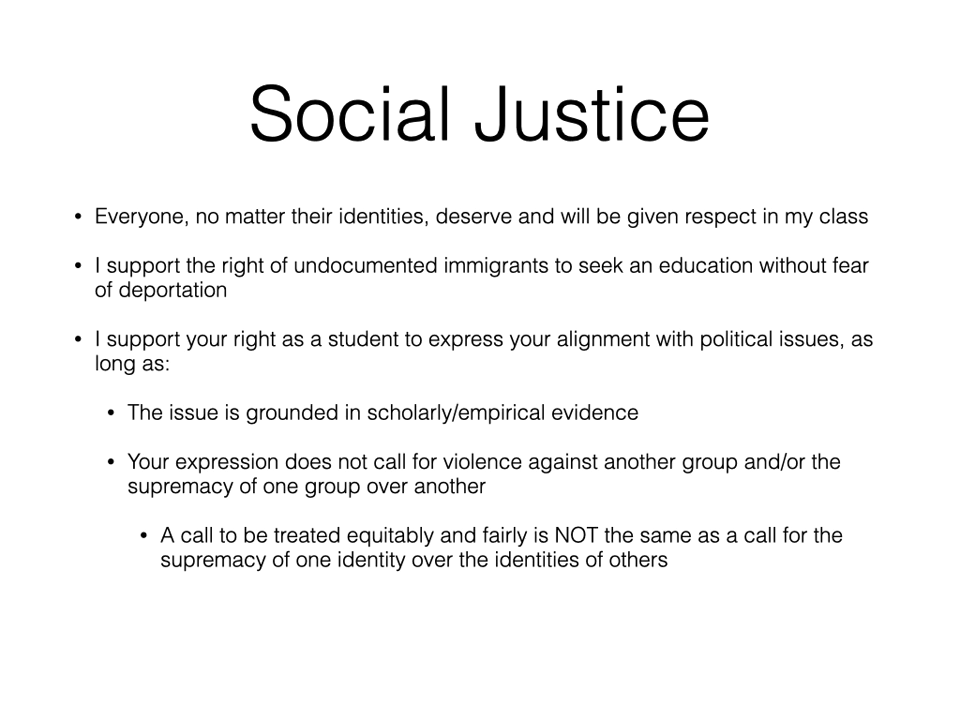 Social Justice
• Everyone, no matter their identities, deserve and will be given respect in my class
• I support the right of undocumented immigrants to seek an education without fear
of deportation
• I support your right as a student to express your alignment with political issues, as
long as:
• The issue is grounded in scholarly/empirical evidence
• Your expression does not call for violence against another group and/or the
supremacy of one group over another
• A call to be treated equitably and fairly is NOT the same as a call for the
supremacy of one identity over the identities of others